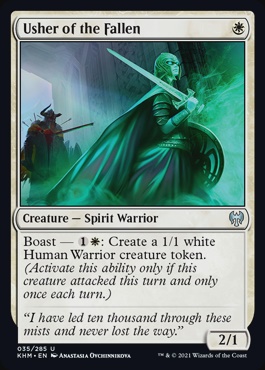 Usher of the Fallen
Creature — Spirit Warrior
Boast — 1: Create a 1/1 white
Human Warrior creature token.
(Activate this ability only if this
creature attacked this turn and only
once each turn.)
"I have led ten thousand through these
mists and never lost the way."
2/1
035/285 U
KHM • EN Anastasia Ovchinnikova
™ & © 2021 Wizards of the Coast